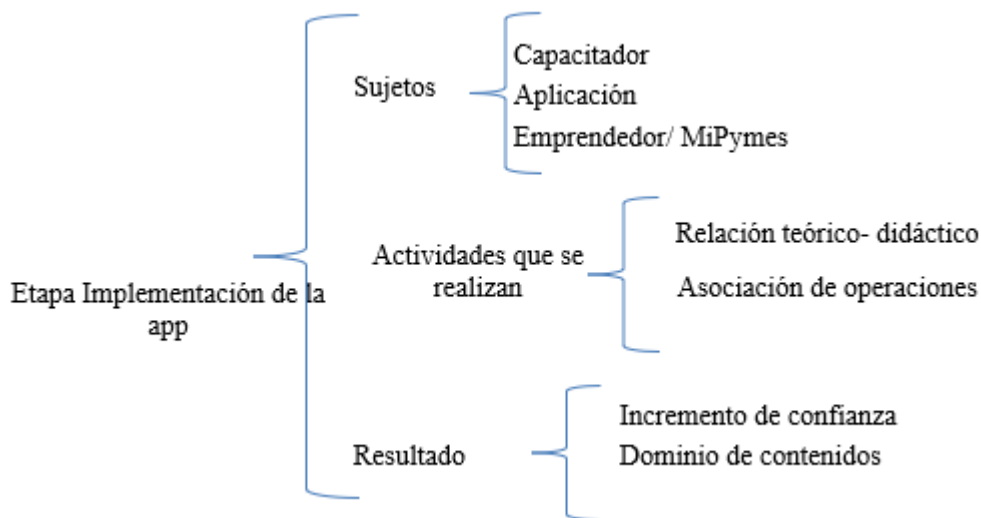 Sujetos
Capacitador
Aplicación
Emprendedor/ MiPymes
Etapa Implementación de la
app
Actividades que se
realizan
Relación teórico- didáctico
Asociación de operaciones
Resultado
Incremento de confianza
Dominio de contenidos